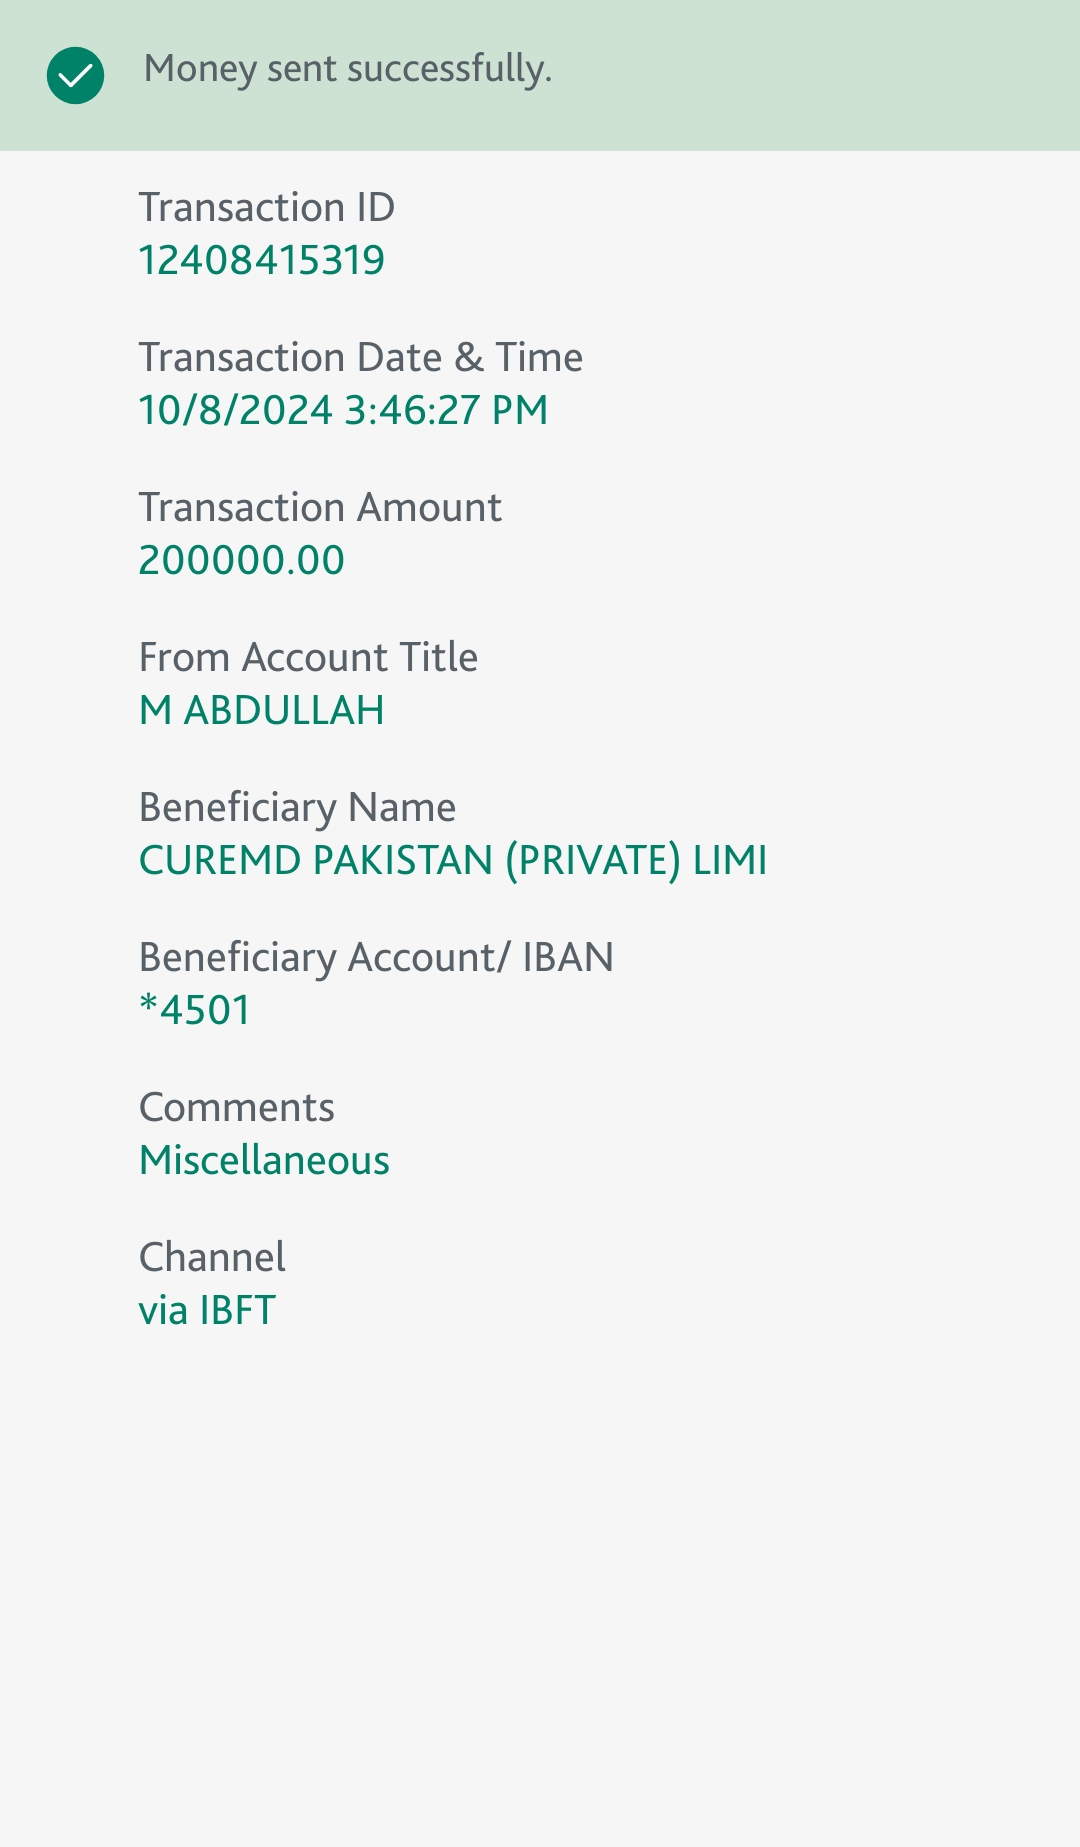 Money sent successfully.
Transaction ID
12408415319
Transaction Date & Time
10/8/2024 3:46:27 PM
Transaction Amount
200000.00
From Account Title
M ABDULLAH
Beneficiary Name
CUREMD PAKISTAN (PRIVATE) LIMI
Beneficiary Account/ IBAN
*4501
Comments
Miscellaneous
Channel
via IBFT